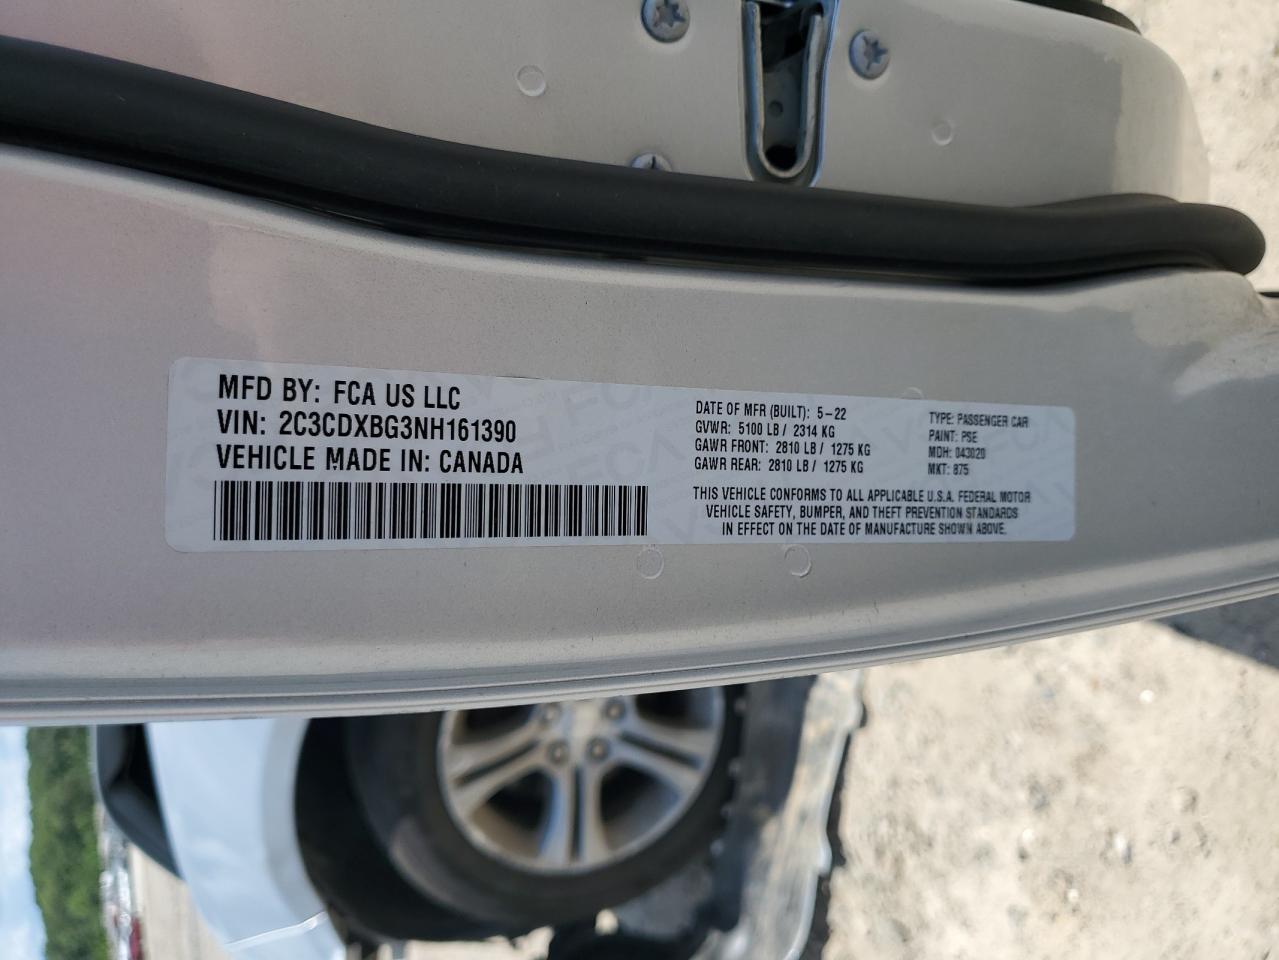 MFD BY: FCA US LLC
VIN: 2C3CDXBG3NH161390
VEHICLE MADE IN: CANADA
DATE OF MFR (BUILT): 5-22
GVWR: 5100 LB / 2314 KG
GAWR FRONT: 2810 LB / 1275 KG
GAWR REAR: 2810 LB / 1275 KG
TYPE: PASSENGER CAR
PAINT: PSE
MDH: 043020
MKT: 875
THIS VEHICLE CONFORMS TO ALL APPLICABLE U.S.A. FEDERAL MOTOR
VEHICLE SAFETY, BUMPER, AND THEFT PREVENTION STANDARDS
IN EFFECT ON THE DATE OF MANUFACTURE SHOWN ABOVE.